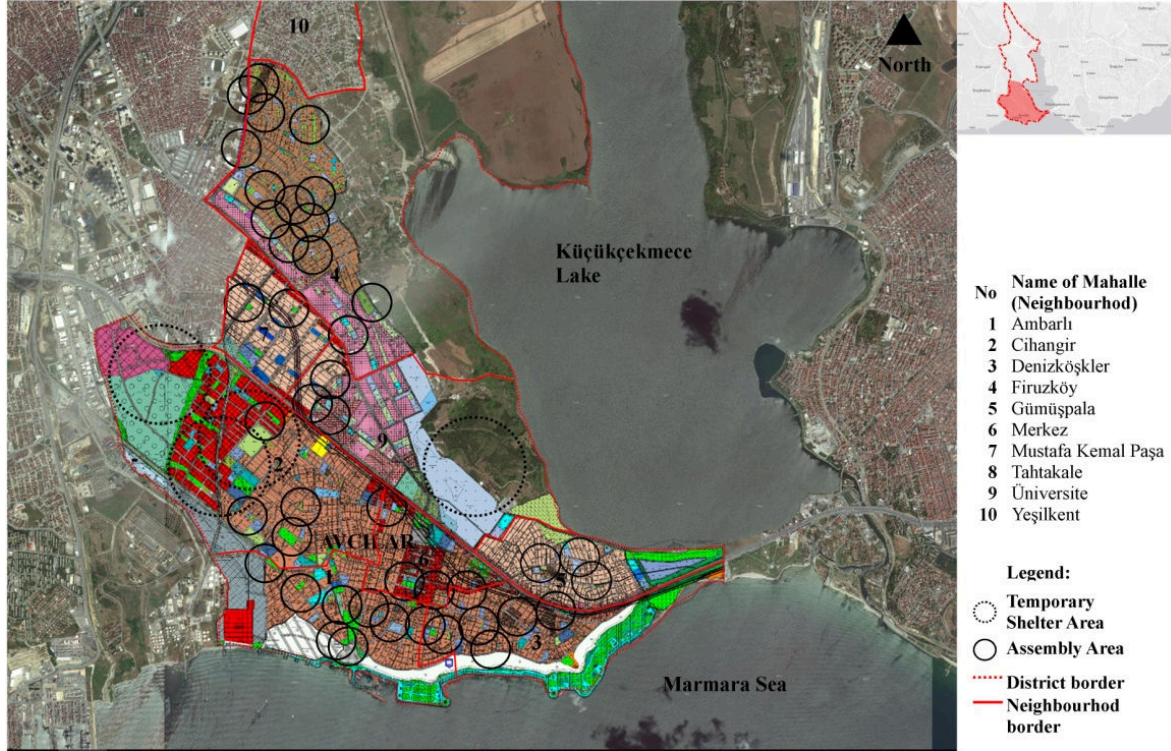 10
North
Küçükçekmece
Lake
4
9
2
AVCILAR
6
1
5
3
Marmara Sea
No Name of Mahalle
(Neighbourhod)
1 Ambarlı
2 Cihangir
3 Denizköşkler
4 Firuzköy
5 Gümüşpala
6 Merkez
7 Mustafa Kemal Paşa
8 Tahtakale
9 Üniversite
10 Yeşilkent
Legend:
Temporary
Shelter Area
Assembly Area
District border
Neighbourhod
border